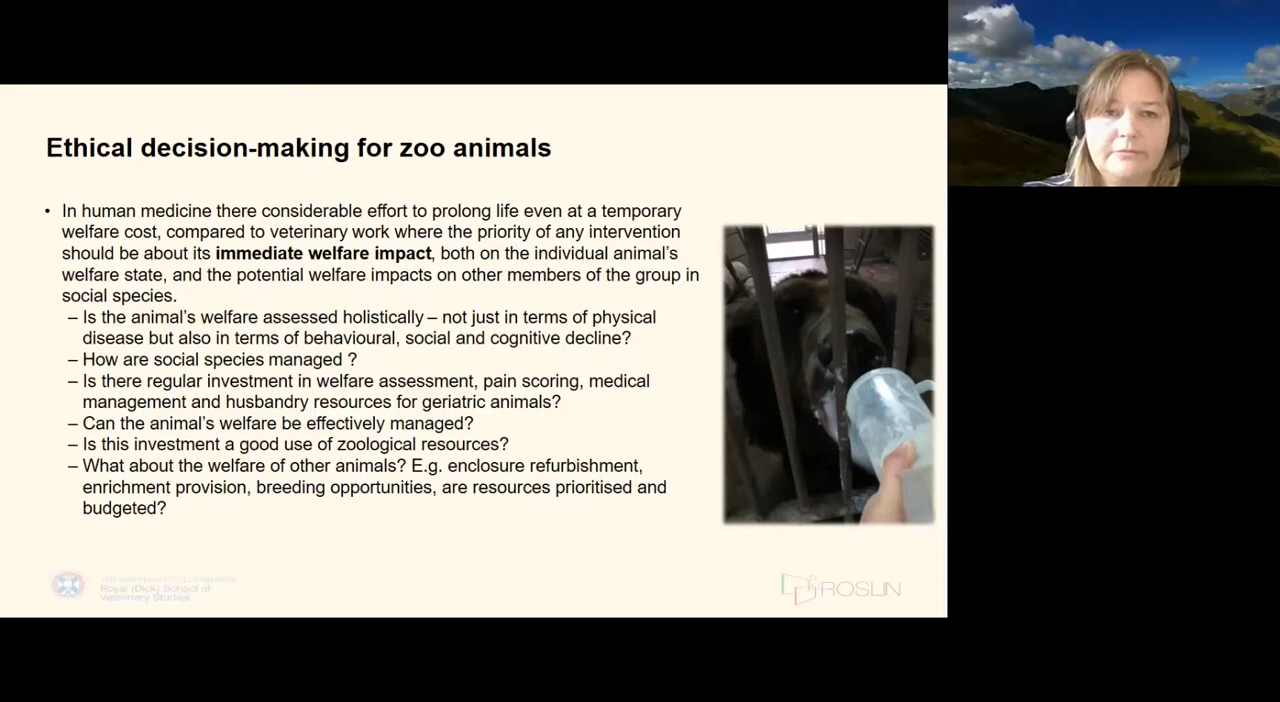 Ethical decision-making for zoo animals
• In human medicine there considerable effort to prolong life even at a temporary
welfare cost, compared to veterinary work where the priority of any intervention
should be about its immediate welfare impact, both on the individual animal's
welfare state, and the potential welfare impacts on other members of the group in
social species.
– Is the animal's welfare assessed holistically – not just in terms of physical
disease but also in terms of behavioural, social and cognitive decline?
– How are social species managed ?
– Is there regular investment in welfare assessment, pain scoring, medical
management and husbandry resources for geriatric animals?
– Can the animal's welfare be effectively managed?
– Is this investment a good use of zoological resources?
– What about the welfare of other animals? E.g. enclosure refurbishment,
enrichment provision, breeding opportunities, are resources prioritised and
budgeted?
THE UNIVERSITY of EDINBURGH
Royal (Dick) School of
Veterinary Studies
ROSLIN